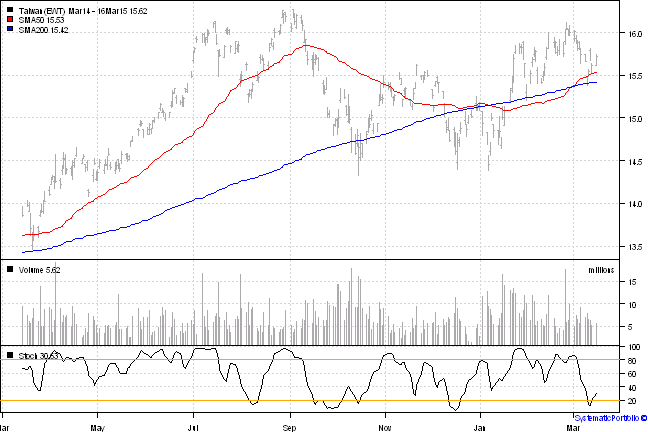 Taiwan (EWT) Mar14 - 16Mar15 15.62
SMA50 15.53
SMA200 15.42
16.0
15.5
15.0
14.5
14.0
13.5
Volume 5.62
millions
15
10
5
Stoch 30.53
100
80
60
40
20
Mar
May
Jul
Sep
Nov
Jan
Mar
SystematicPortfolio ©